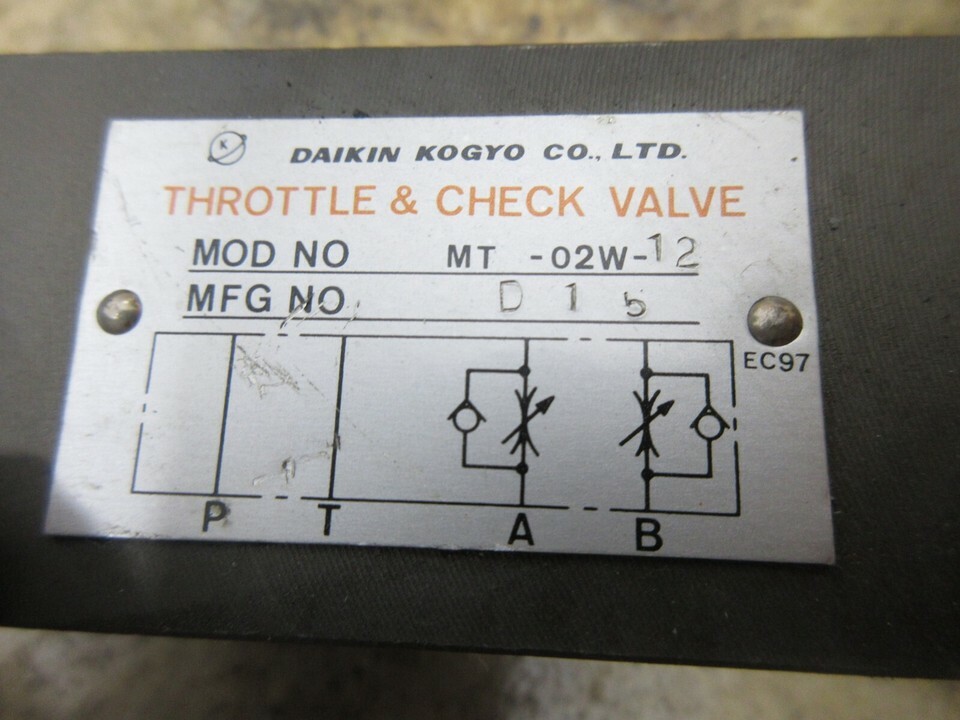 K
DAIKIN KOGYO CO., LTD.
THROTTLE & CHECK VALVE
MOD NO MT -02W-12
MFG NO D 1 5
EC97
P T A B